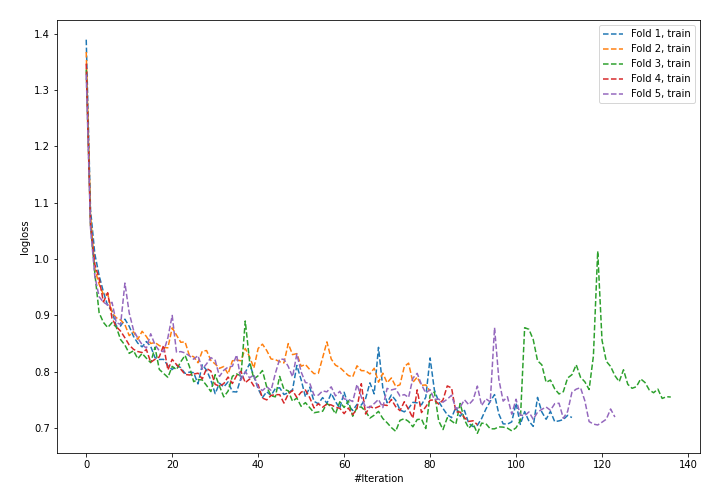 1.4
1.3
1.2
1.1
1.0
0.9
0.8
0.7
logloss
0 20 40 60 80 100 120 140
#Iteration
Fold 1, train
Fold 2, train
Fold 3, train
Fold 4, train
Fold 5, train